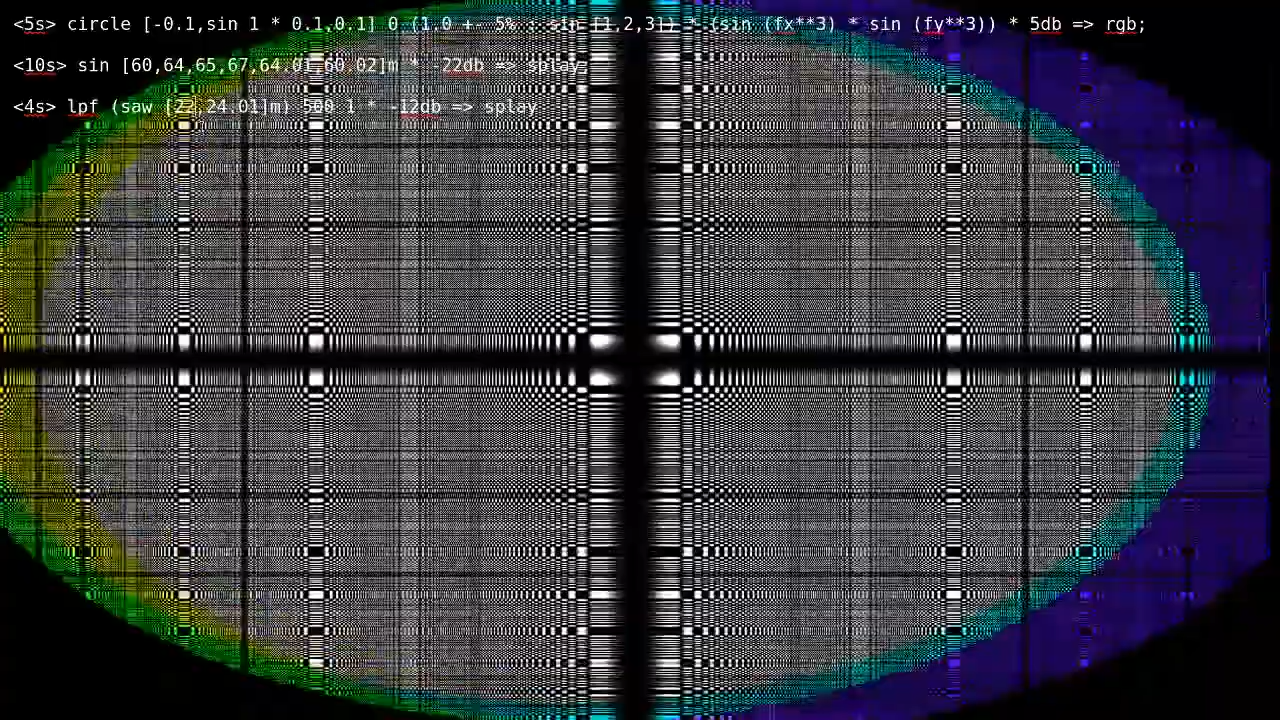 <5s> circle [-0.1,sin 1 * 0.1,0.1] 0 (1.0 +- 5% : sin [1,2,3]) * (sin (fx**3) * sin (fy**3)) * 5db => rgb;
<10s> sin [60,64,65,67,64.01,60.02]m * -22db => splay;
<4s> lpf (saw [22,24.01]m) 500 1 * -12db => splay